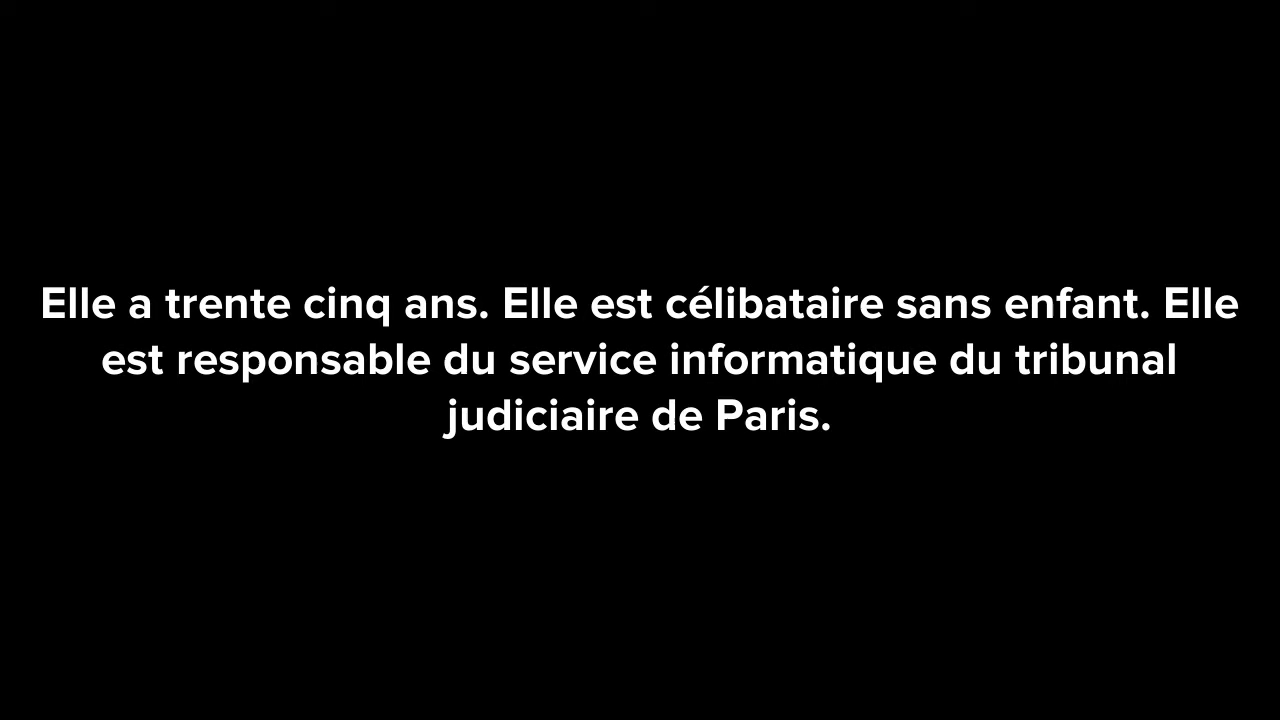 Elle a trente cinq ans. Elle est célibataire sans enfant. Elle
est responsable du service informatique du tribunal
judiciaire de Paris.